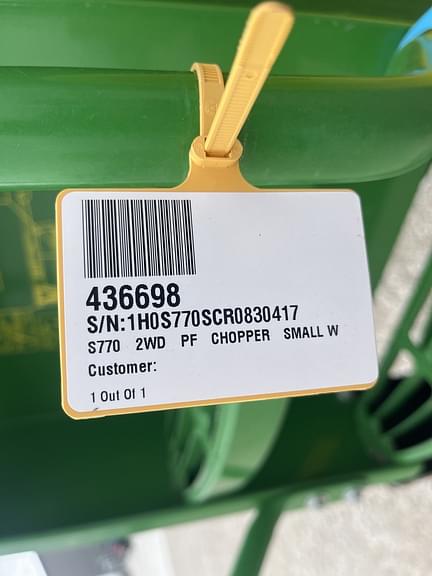 436698
S/N:1H0S770SCR0830417
S770 2WD PF CHOPPER SMALL W
Customer:
1 Out Of 1